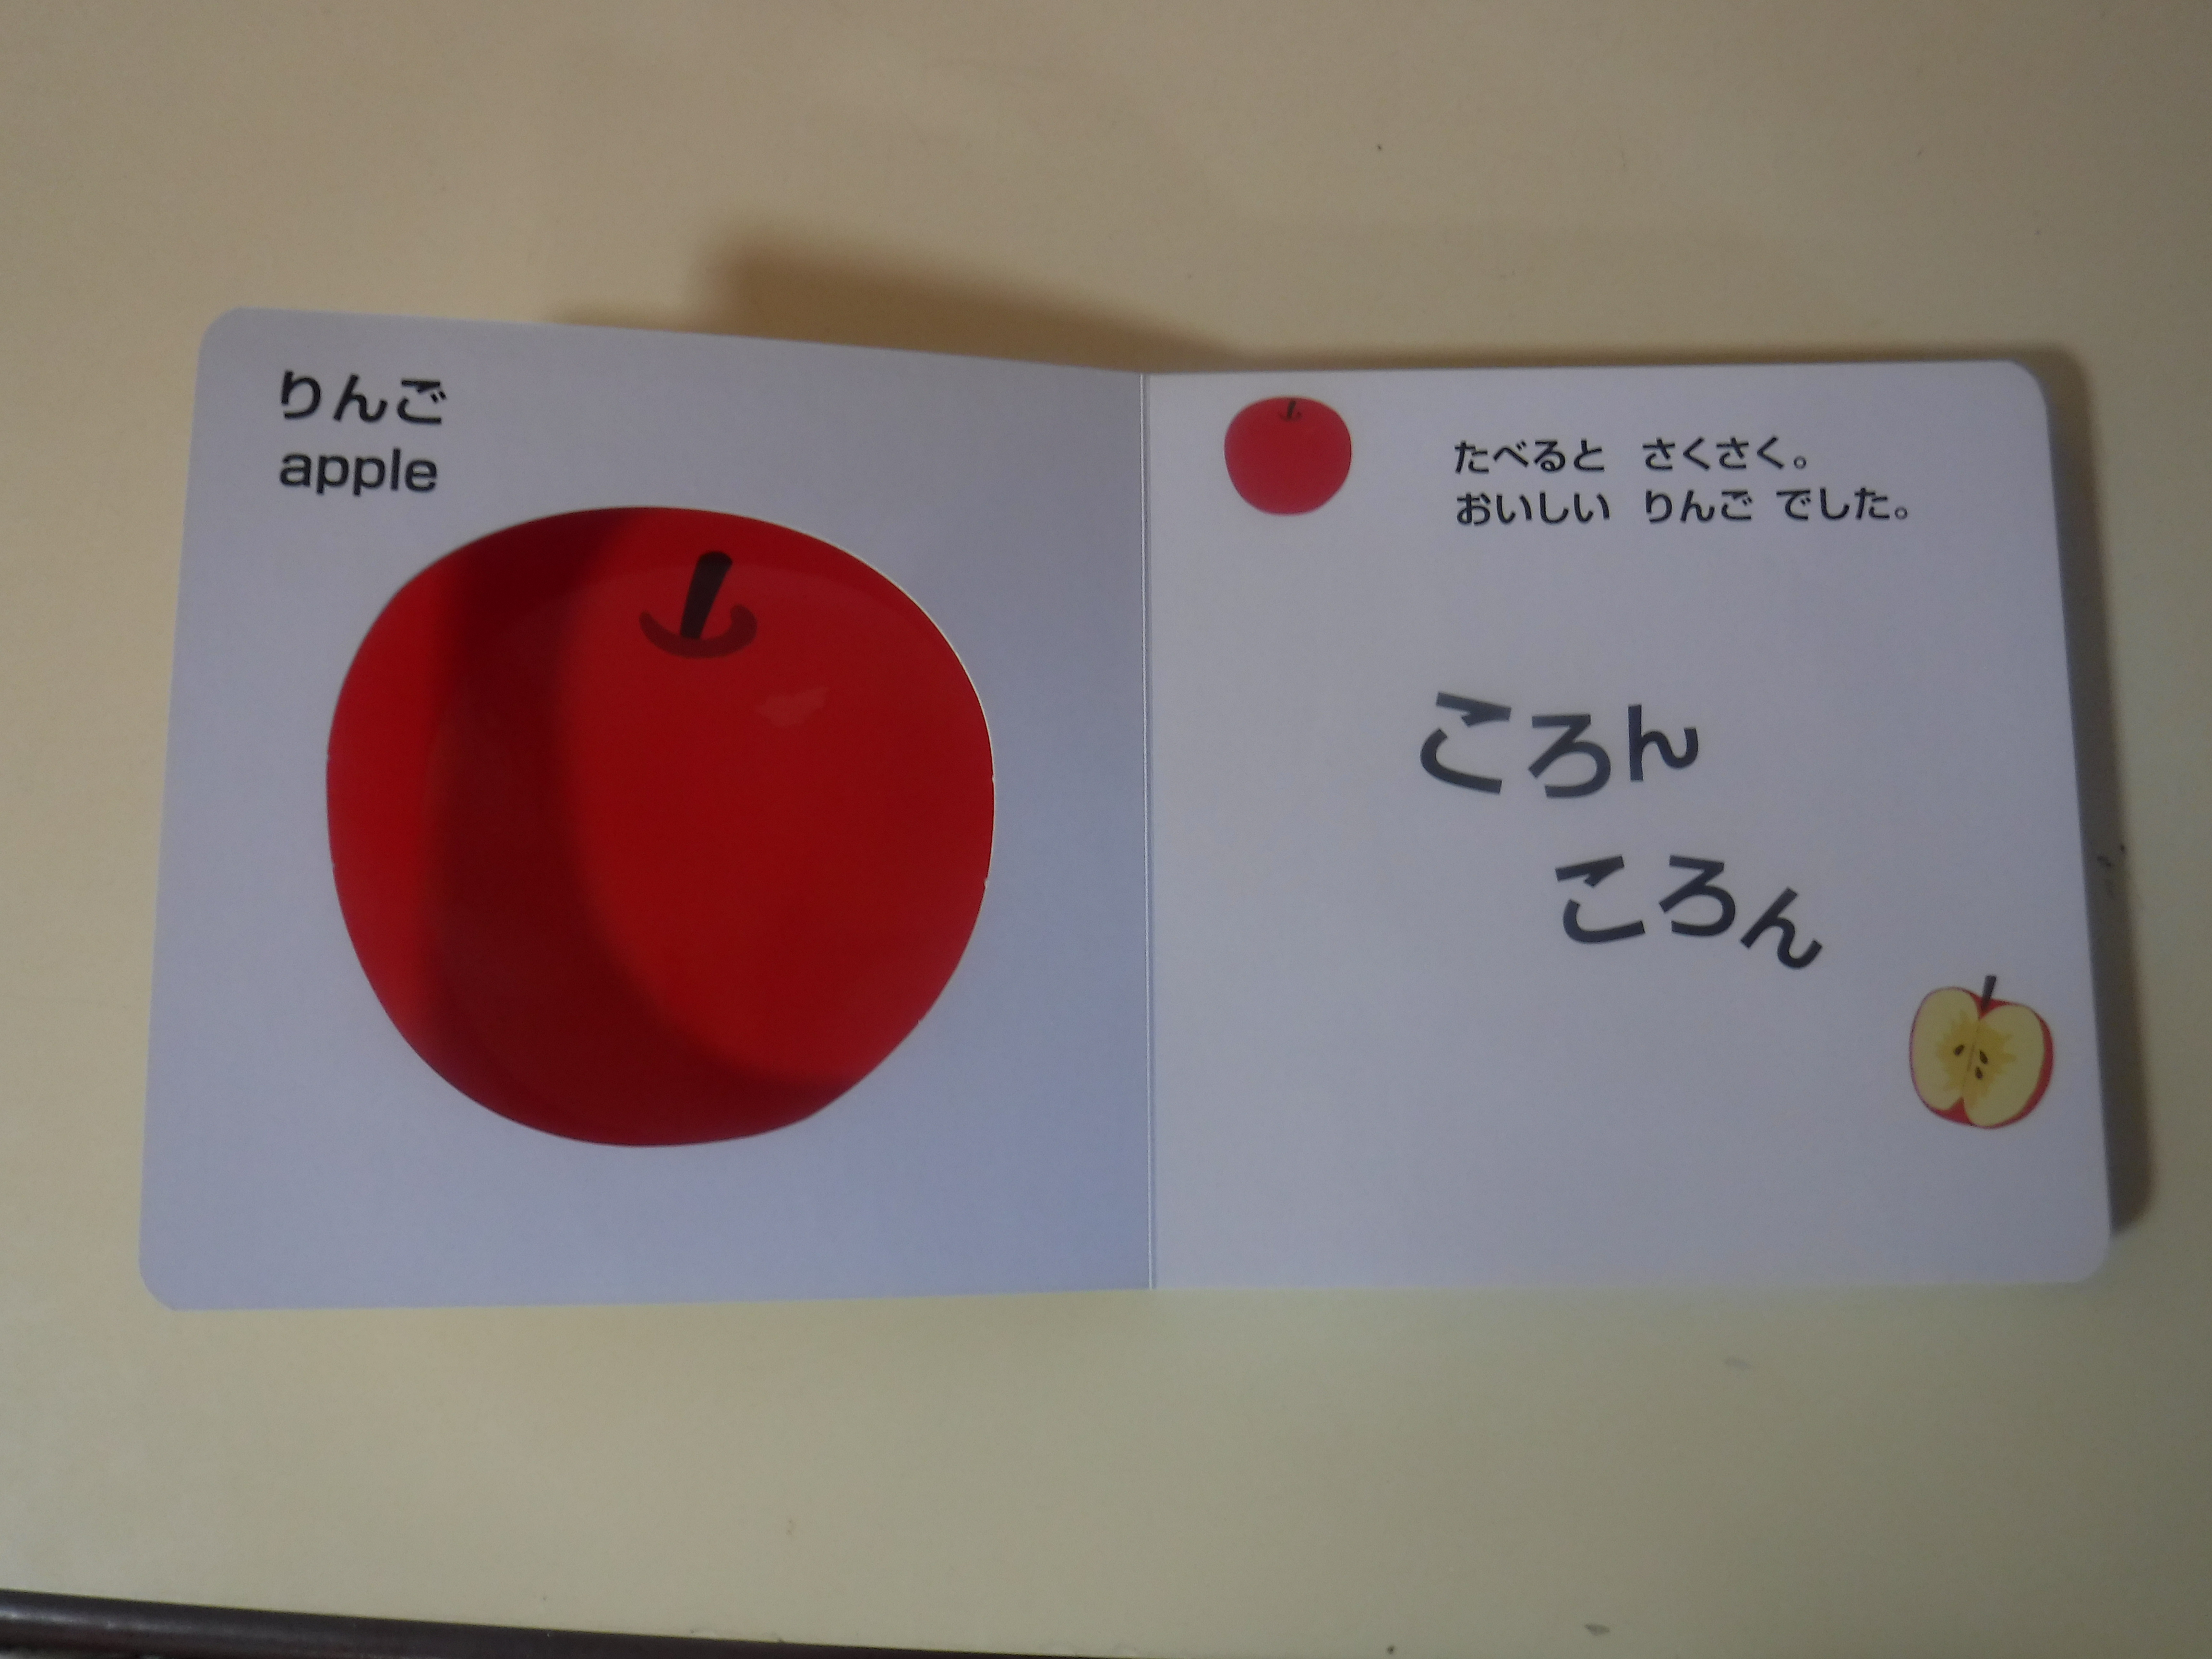 りんご
apple
たべると さくさく。
おいしい りんご でした。
ころん
ころん